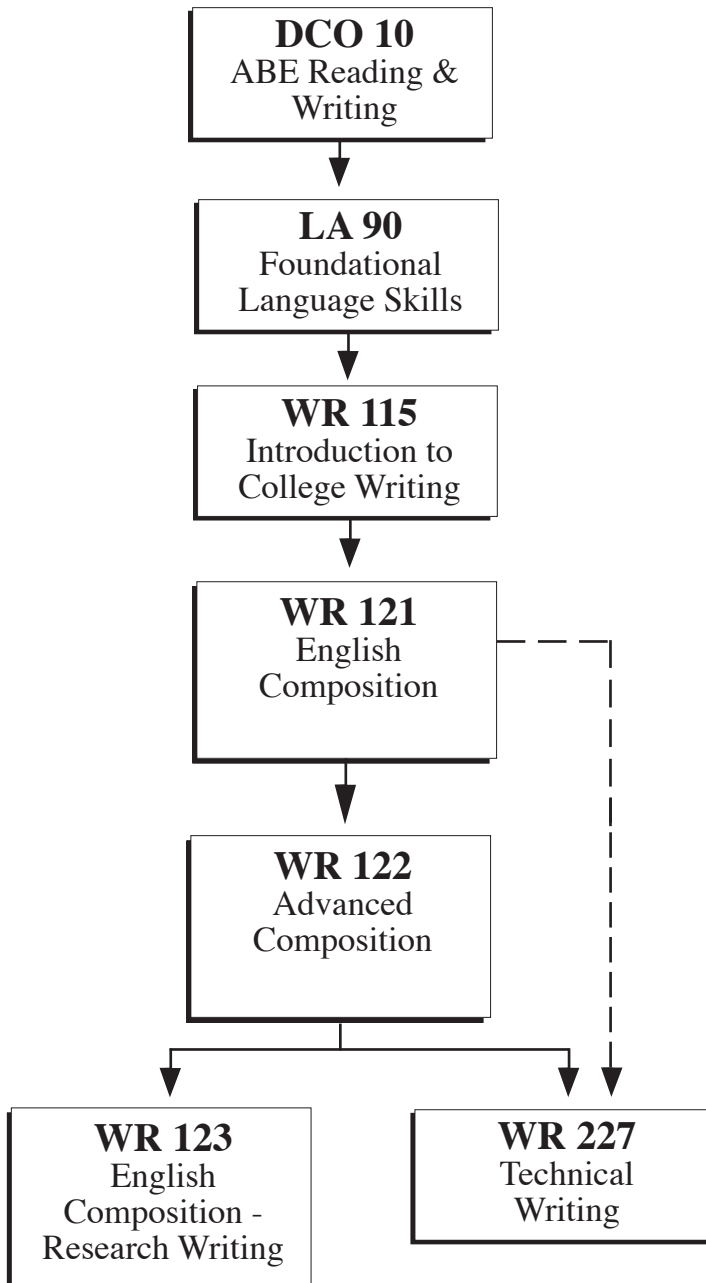 DCO 10
ABE Reading &
Writing
LA 90
Foundational
Language Skills
WR 115
Introduction to
College Writing
WR 121
English
Composition
WR 122
Advanced
Composition
WR 123
English
Composition -
Research Writing
WR 227
Technical
Writing